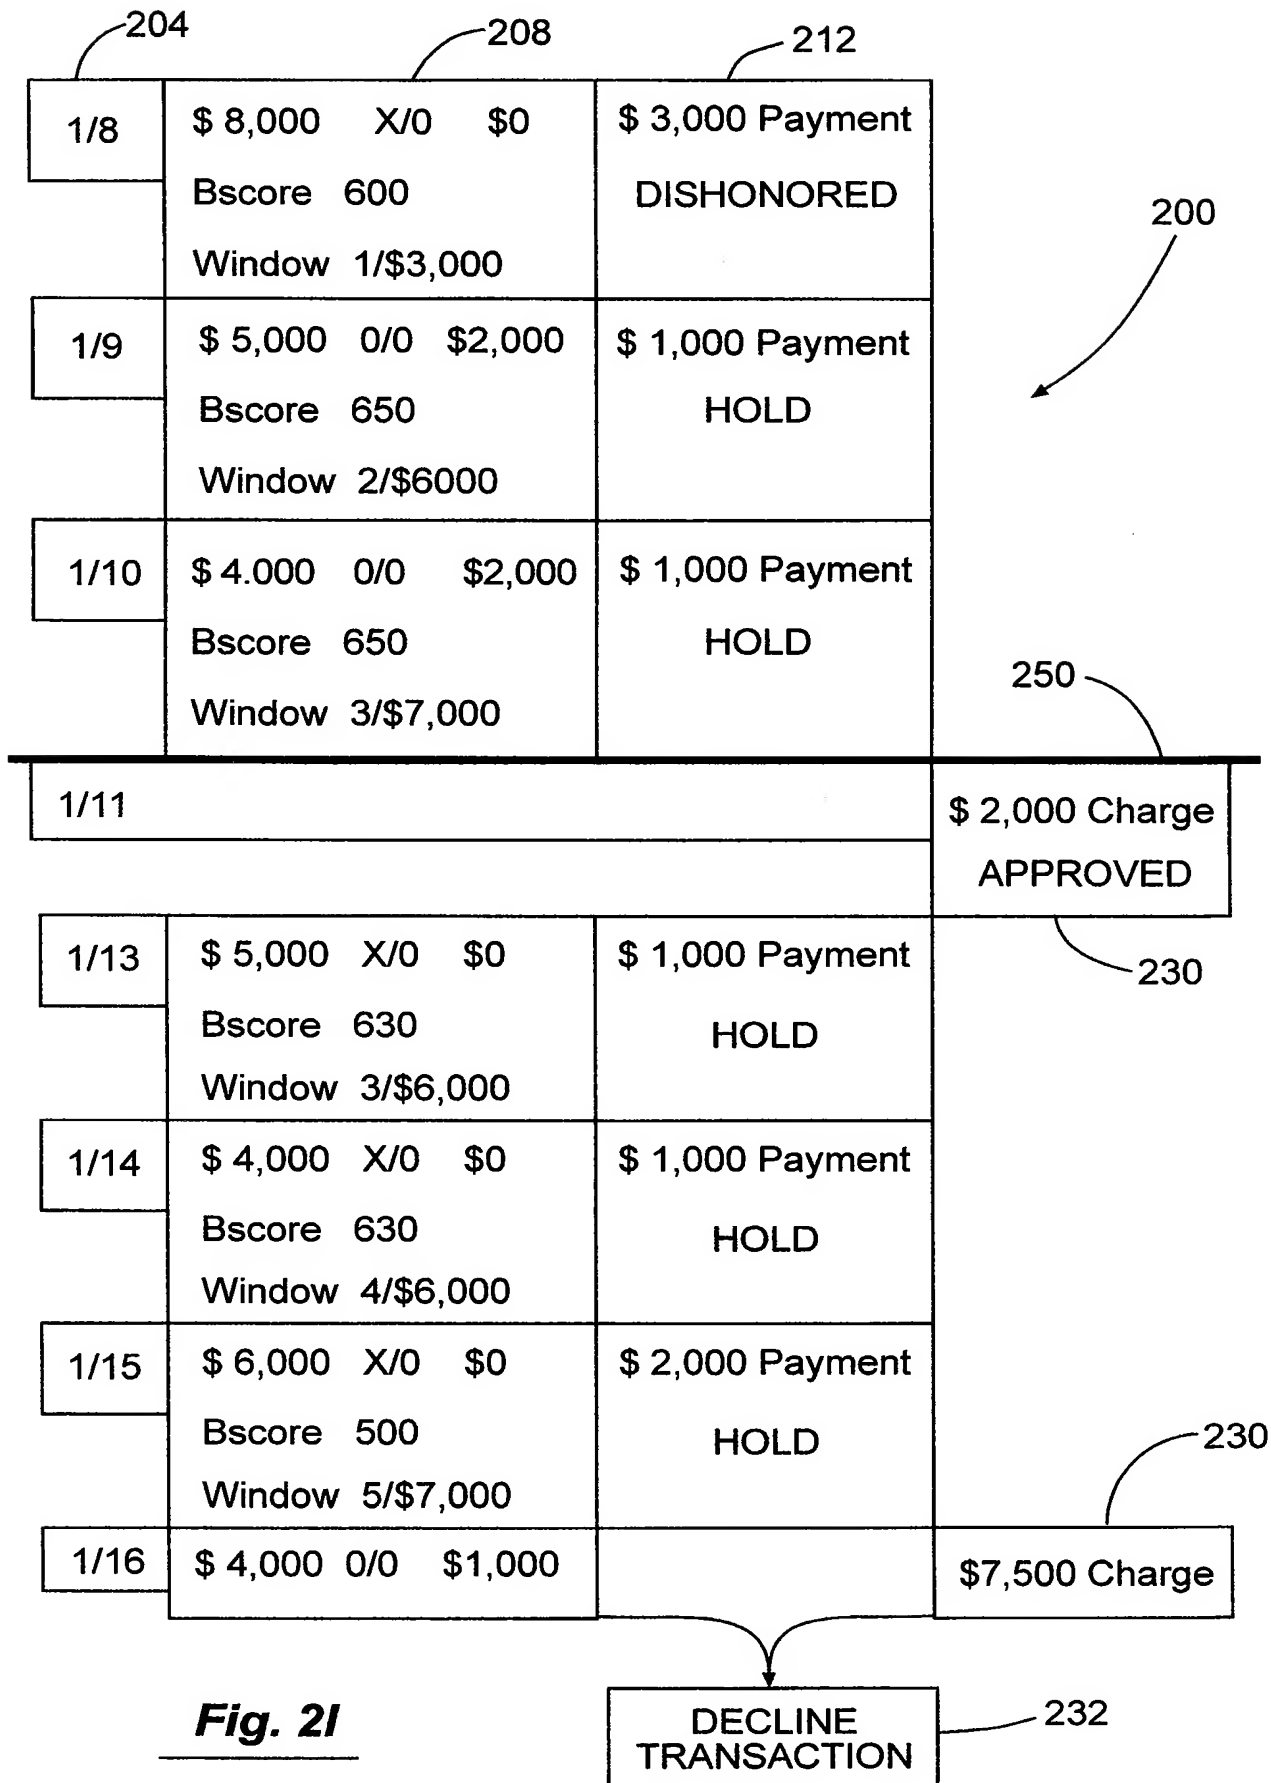 204
208
212
1/8
$ 8,000 X/0 $0
$ 3,000 Payment
Bscore 600
DISHONORED
Window 1/$3,000
200
1/9
$ 5,000 0/0 $2,000
$ 1,000 Payment
Bscore 650
HOLD
Window 2/$6000
1/10
$ 4.000 0/0 $2,000
$ 1,000 Payment
Bscore 650
HOLD
Window 3/$7,000
250
1/11
$ 2,000 Charge
APPROVED
230
1/13
$ 5,000 X/0 $0
$ 1,000 Payment
Bscore 630
HOLD
Window 3/$6,000
1/14
$ 4,000 X/0 $0
$ 1,000 Payment
Bscore 630
HOLD
Window 4/$6,000
1/15
$ 6,000 X/0 $0
$ 2,000 Payment
Bscore 500
HOLD
Window 5/$7,000
230
1/16
$ 4,000 0/0 $1,000
$7,500 Charge
Fig. 2I
DECLINE
TRANSACTION
232